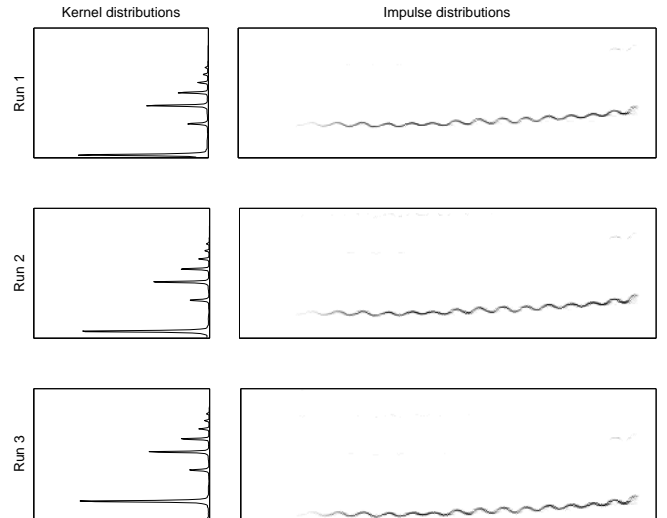 Kernel distributions
Impulse distributions
Run 1
Run 2
Run 3